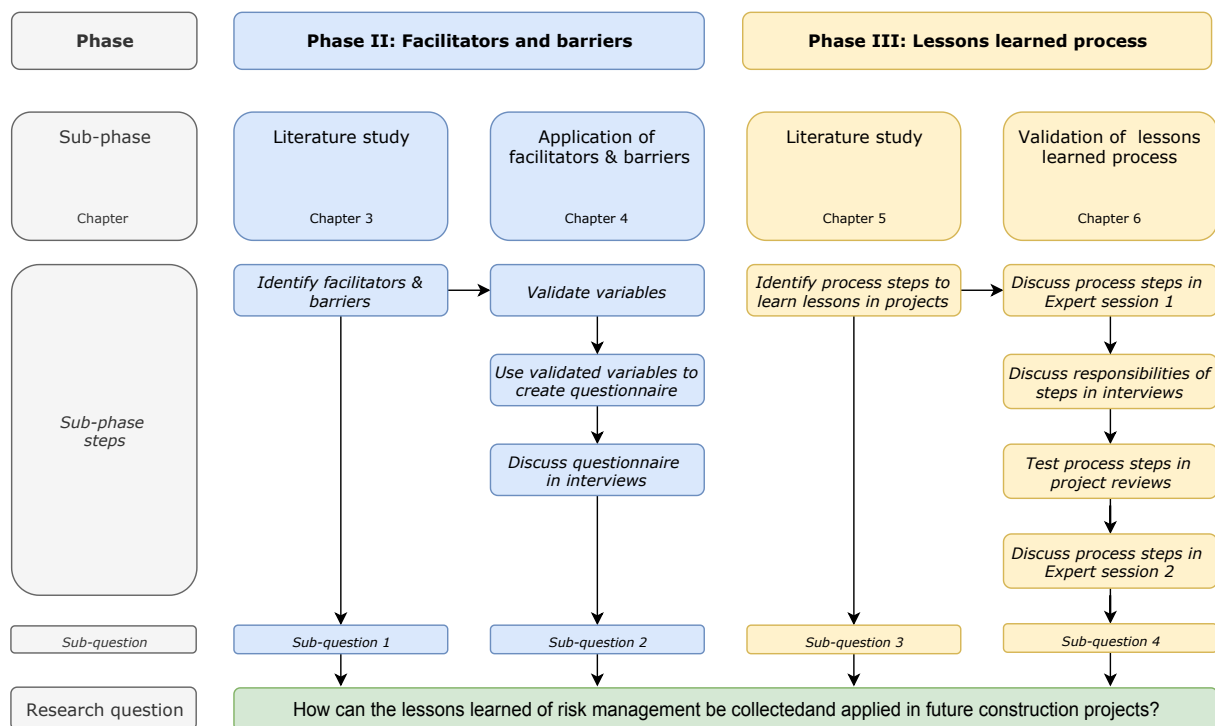 Phase
Phase II: Facilitators and barriers
Phase III: Lessons learned process
Sub-phase
Chapter
Literature study
Chapter 3
Application of
facilitators & barriers
Chapter 4
Literature study
Chapter 5
Validation of lessons
learned process
Chapter 6
Sub-phase
steps
Identify facilitators &
barriers
Validate variables
Use validated variables to
create questionnaire
Discuss questionnaire
in interviews
Identify process steps to
learn lessons in projects
Discuss process steps in
Expert session 1
Discuss responsibilities of
steps in interviews
Test process steps in
project reviews
Discuss process steps in
Expert session 2
Sub-question
Sub-question 1
Sub-question 2
Sub-question 3
Sub-question 4
Research question
How can the lessons learned of risk management be collectedand applied in future construction projects?